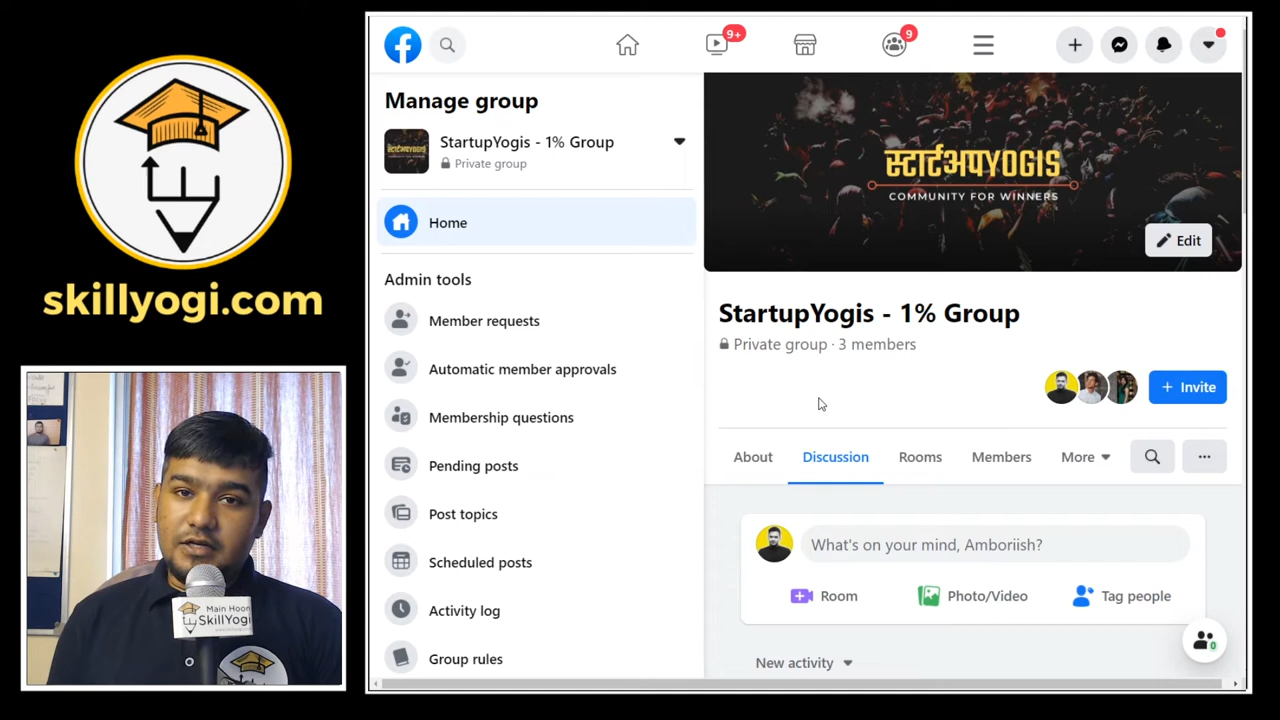 skillyogi.com
Main Hoon
SkillYogi
9+
9
Manage group
StartupYogis - 1% Group
Private group
Home
Admin tools
Member requests
Automatic member approvals
Membership questions
Pending posts
Post topics
Scheduled posts
Activity log
Group rules
स्टार्टअपYOGIS
COMMUNITY FOR WINNERS
Edit
StartupYogis - 1% Group
Private group · 3 members
+ Invite
About
Discussion
Rooms
Members
More
What's on your mind, Amboriish?
Room
Photo/Video
Tag people
New activity
0